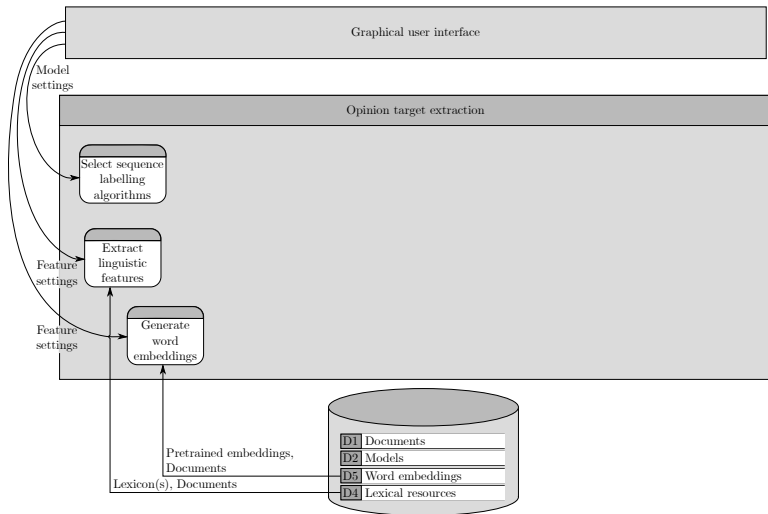 Graphical user interface
Model
settings
Opinion target extraction
Select sequence
labelling
algorithms
Extract
linguistic
features
Feature
settings
Generate
word
embeddings
Feature
settings
Pretrained embeddings,
Documents
Lexicon(s), Documents
D1 Documents
D2 Models
D5 Word embeddings
D4 Lexical resources